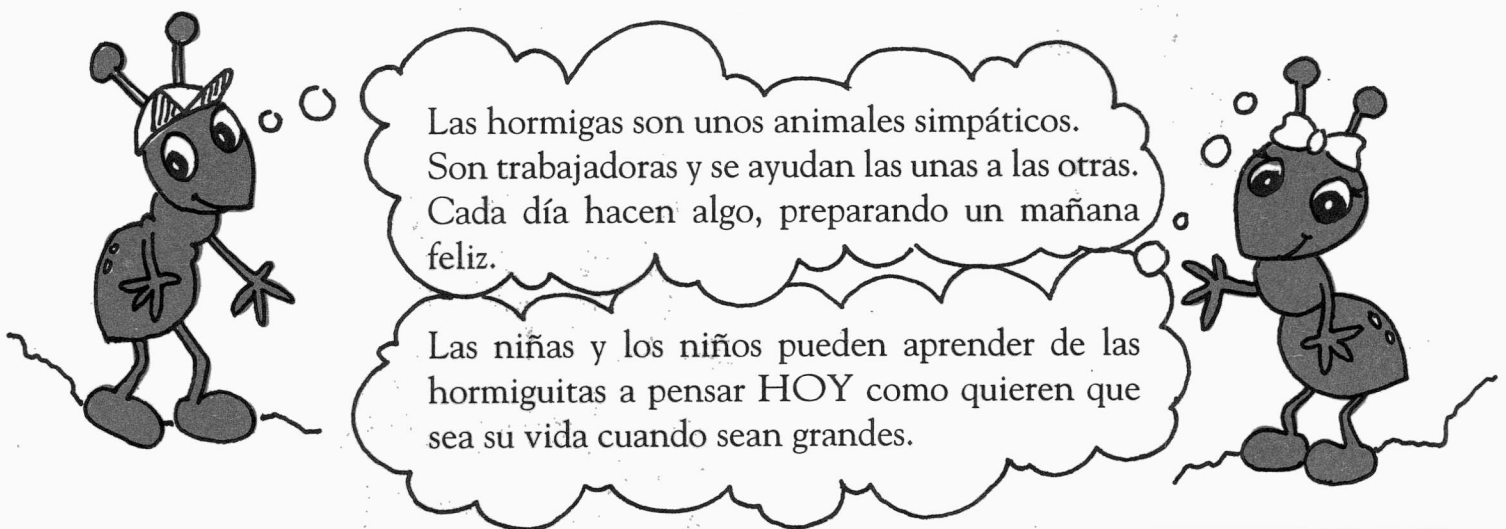 Las hormigas son unos animales simpáticos.
Son trabajadoras y se ayudan las unas a las otras.
Cada día hacen algo, preparando un mañana
feliz.
Las niñas y los niños pueden aprender de las
hormiguitas a pensar HOY como quieren que
sea su vida cuando sean grandes.